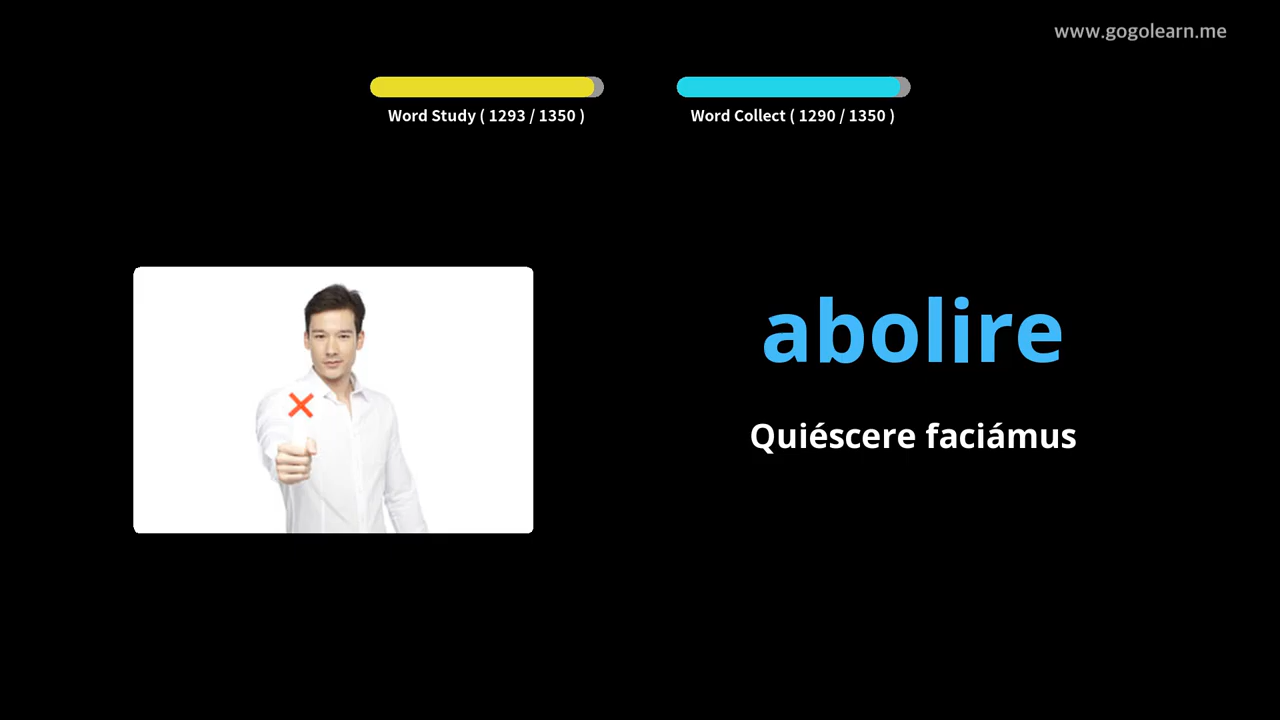 www.gogolearn.me
Word Study ( 1293 / 1350 )
Word Collect ( 1290 / 1350 )
abolire
Quiéscere faciámus